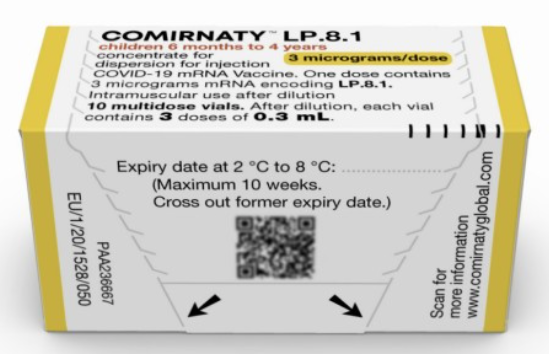 COMIRNATY LP.8.1
children 6 months to 4 years
concentrate for
dispersion for injection
3 micrograms/dose
COVID-19 mRNA Vaccine. One dose contains
3 micrograms mRNA encoding LP.8.1.
Intramuscular use after dilution
10 multidose vials. After dilution, each vial
contains 3 doses of 0.3 mL.
Expiry date at 2 °C to 8 °C: ........................
(Maximum 10 weeks.
Cross out former expiry date.)
EU/1/20/1528/050
PAA236667
Scan for
more information
www.comirnatyglobal.com